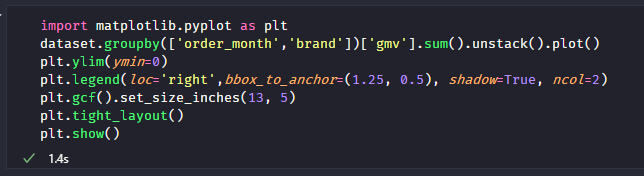 import matplotlib.pyplot as plt
dataset.groupby(['order_month','brand'])['gmv'].sum().unstack().plot()
plt.ylim(ymin=0)
plt.legend(loc='right',bbox_to_anchor=(1.25, 0.5), shadow=True, ncol=2)
plt.gcf().set_size_inches(13, 5)
plt.tight_layout()
plt.show()
✓ 1.4s